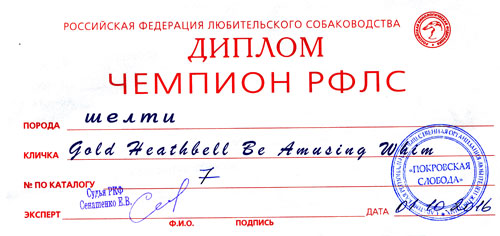 РОССИЙСКАЯ ФЕДЕРАЦИЯ ЛЮБИТЕЛЬСКОГО СОБАКОВОДСТВА
ДИПЛОМ
ЧЕМПИОН РФЛС
ПОРОДА шелти
КЛИЧКА Gold Heathbell Be Amusing Whim
№ ПО КАТАЛОГУ 7
Судья РКФ
Сенашенко Е.В.
«ПОКРОВСКАЯ
СЛОБОДА»
ЭКСПЕРТ Ф.И.О. ПОДПИСЬ ДАТА 01.10.2016